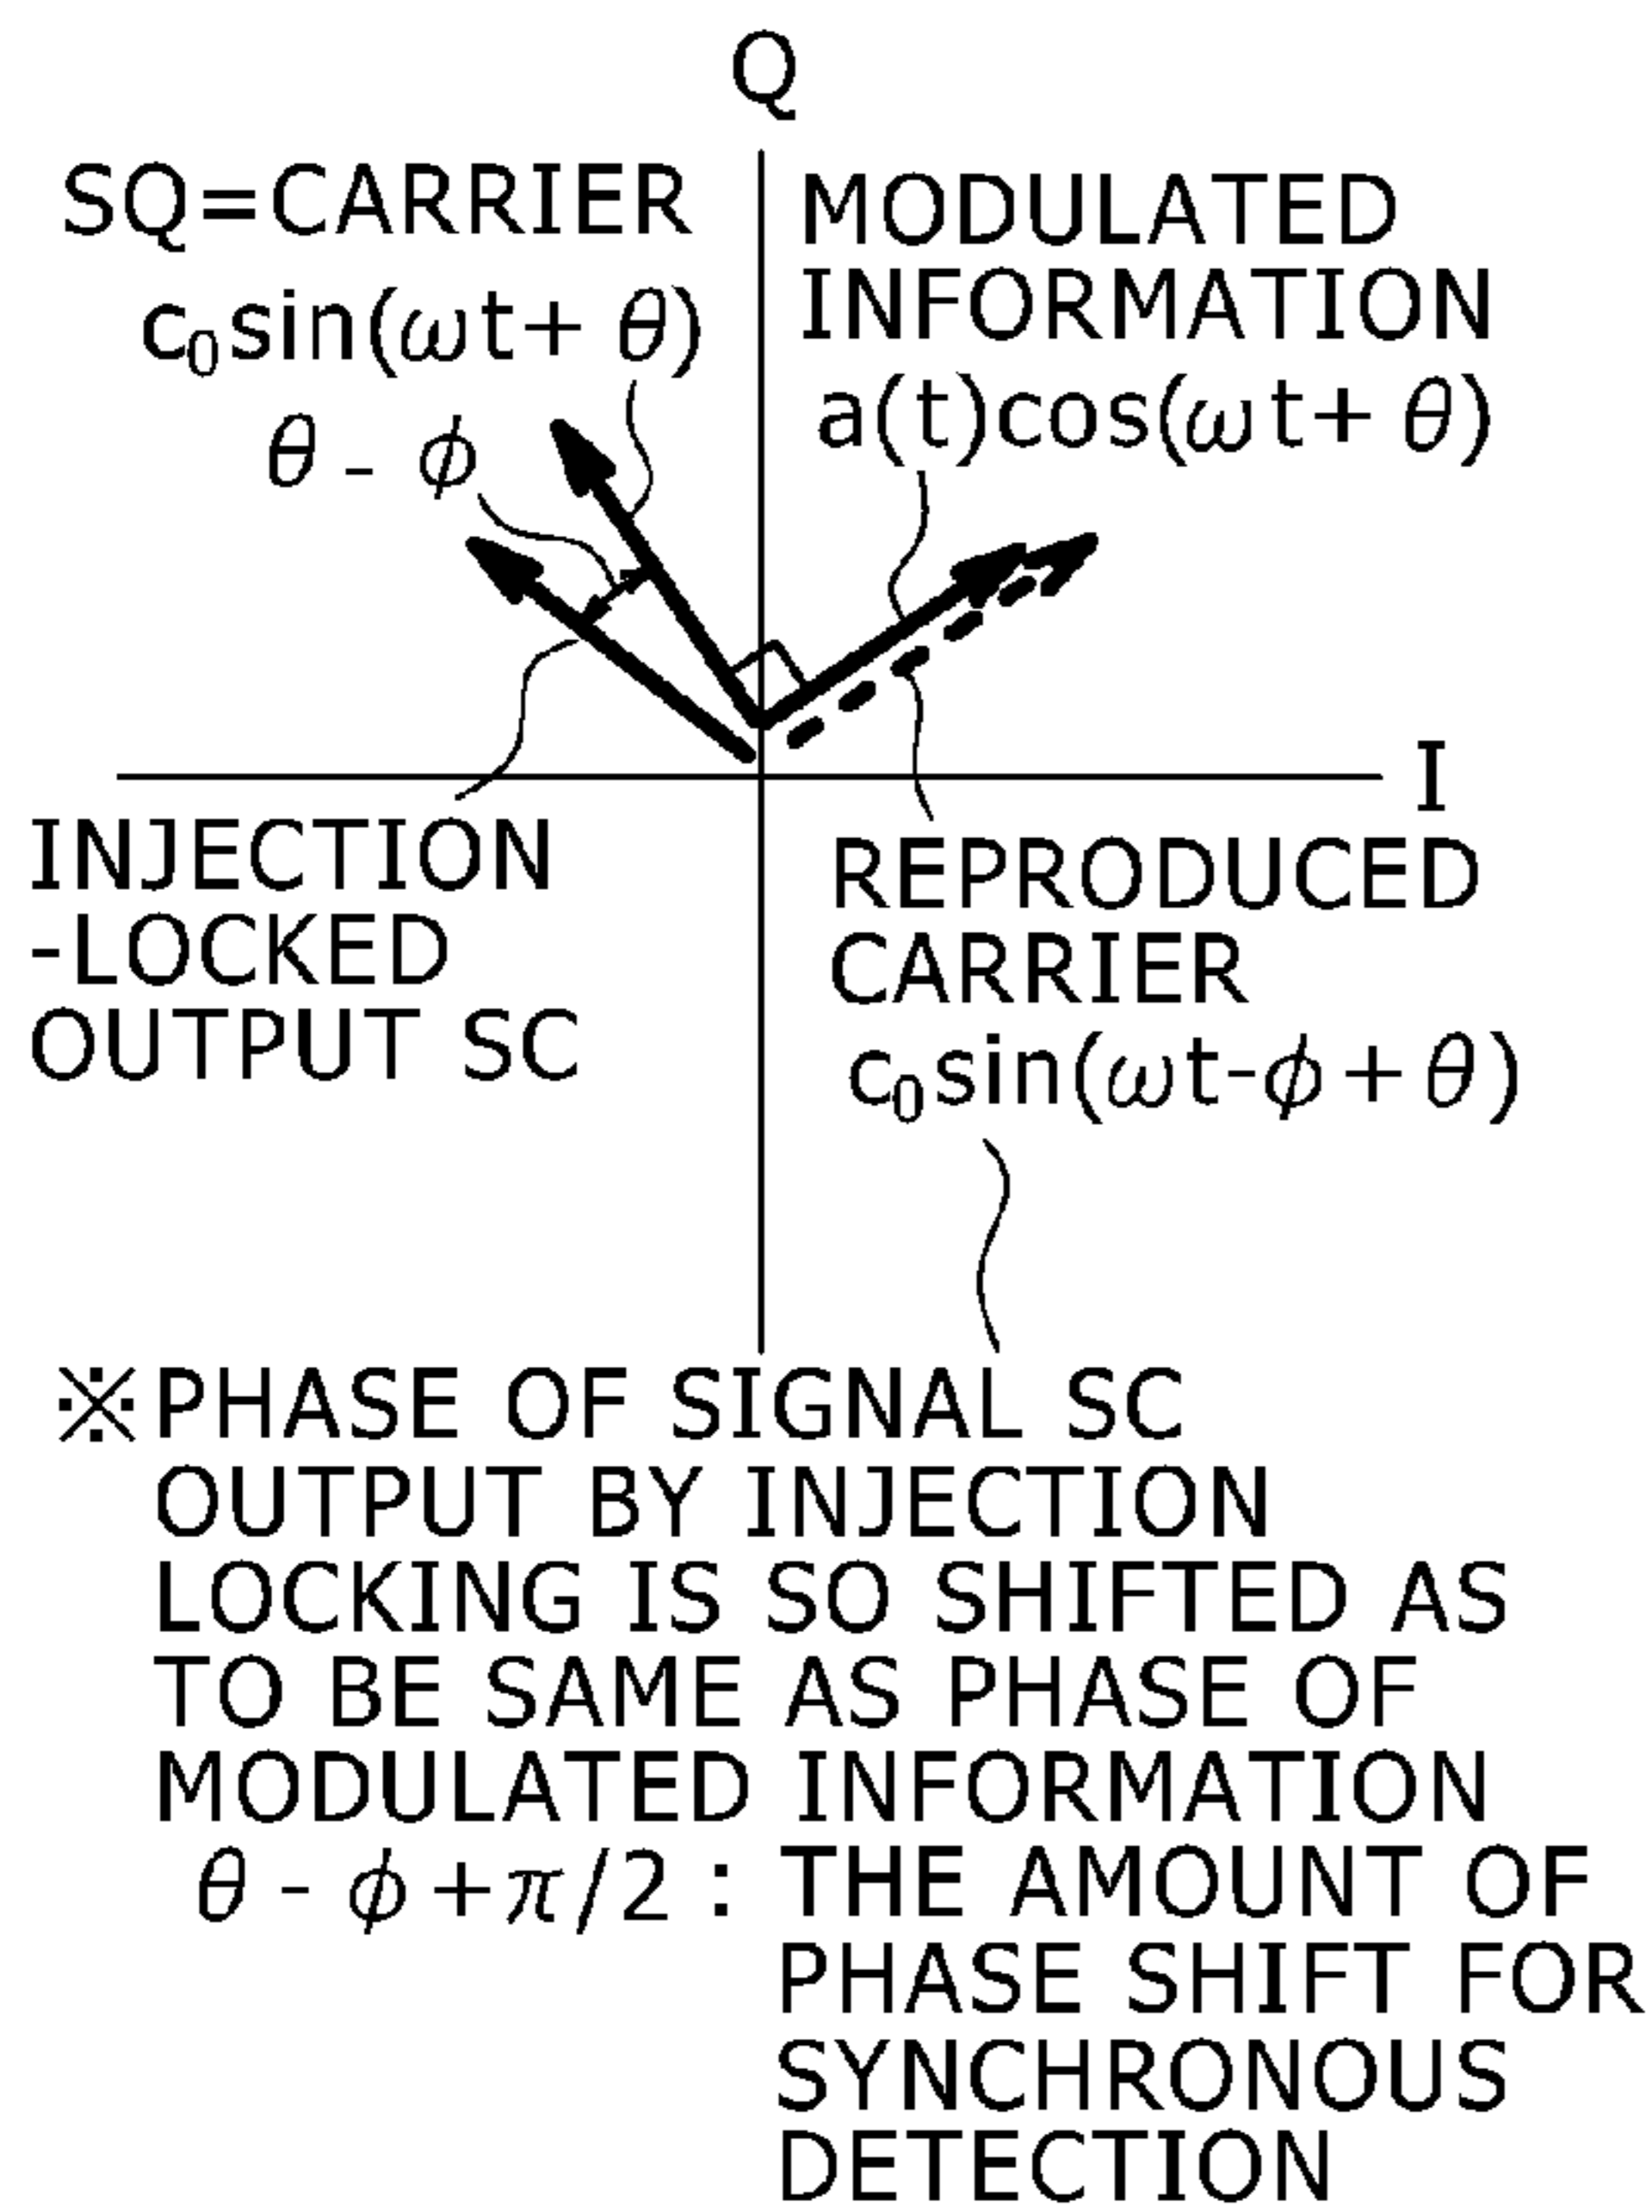 Q
SQ=CARRIER
c₀sin(ωt+ θ)
θ - ϕ
MODULATED
INFORMATION
a(t)cos(ωt+ θ)
I
INJECTION
-LOCKED
OUTPUT SC
REPRODUCED
CARRIER
c₀sin(ωt-ϕ+θ)
※PHASE OF SIGNAL SC
OUTPUT BY INJECTION
LOCKING IS SO SHIFTED AS
TO BE SAME AS PHASE OF
MODULATED INFORMATION
θ - ϕ+π/2 : THE AMOUNT OF
PHASE SHIFT FOR
SYNCHRONOUS
DETECTION